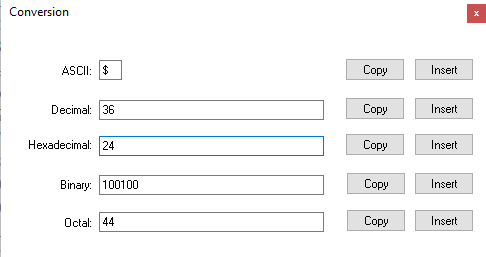 Conversion x
ASCII: $ Copy Insert
Decimal: 36 Copy Insert
Hexadecimal: 24 Copy Insert
Binary: 100100 Copy Insert
Octal: 44 Copy Insert